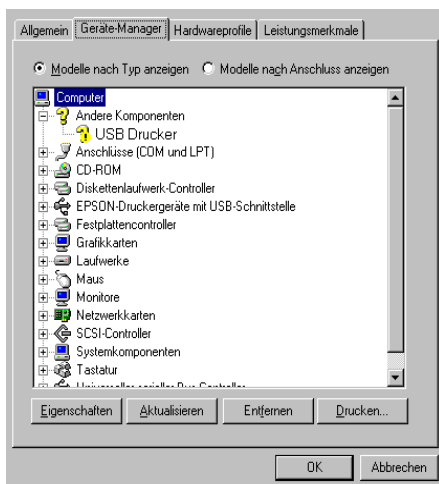 Allgemein Geräte-Manager Hardwareprofile Leistungsmerkmale
Modelle nach Typ anzeigen Modelle nach Anschluss anzeigen
Computer
Andere Komponenten
USB Drucker
Anschlüsse (COM und LPT)
CD-ROM
Diskettenlaufwerk-Controller
EPSON-Druckergeräte mit USB-Schnittstelle
Festplattencontroller
Grafikkarten
Laufwerke
Maus
Monitore
Netzwerkkarten
SCSI-Controller
Systemkomponenten
Tastatur
Eigenschaften Aktualisieren Entfernen Drucken...
OK Abbrechen